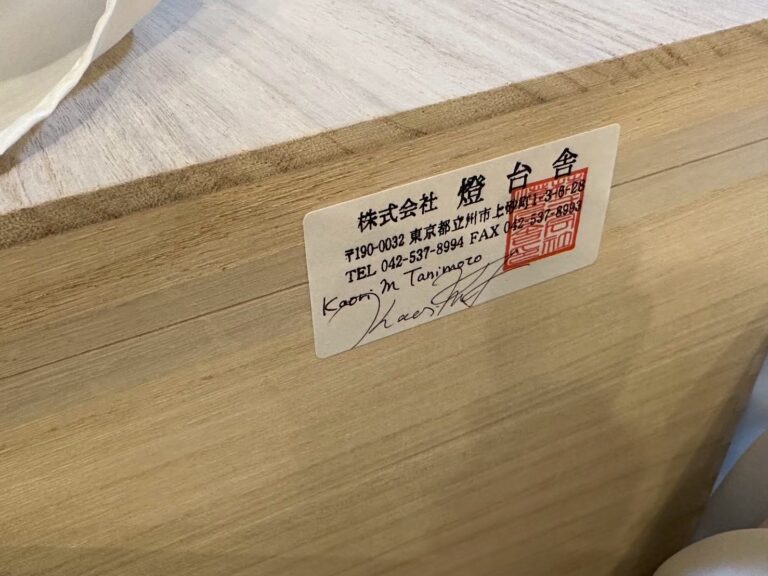 株式会社 燈台舎
〒190-0032 東京都立川市上砂町1-3-6-28
TEL 042-537-8994 FAX 042-537-8993
Kaori M Tanimoto
Kaori